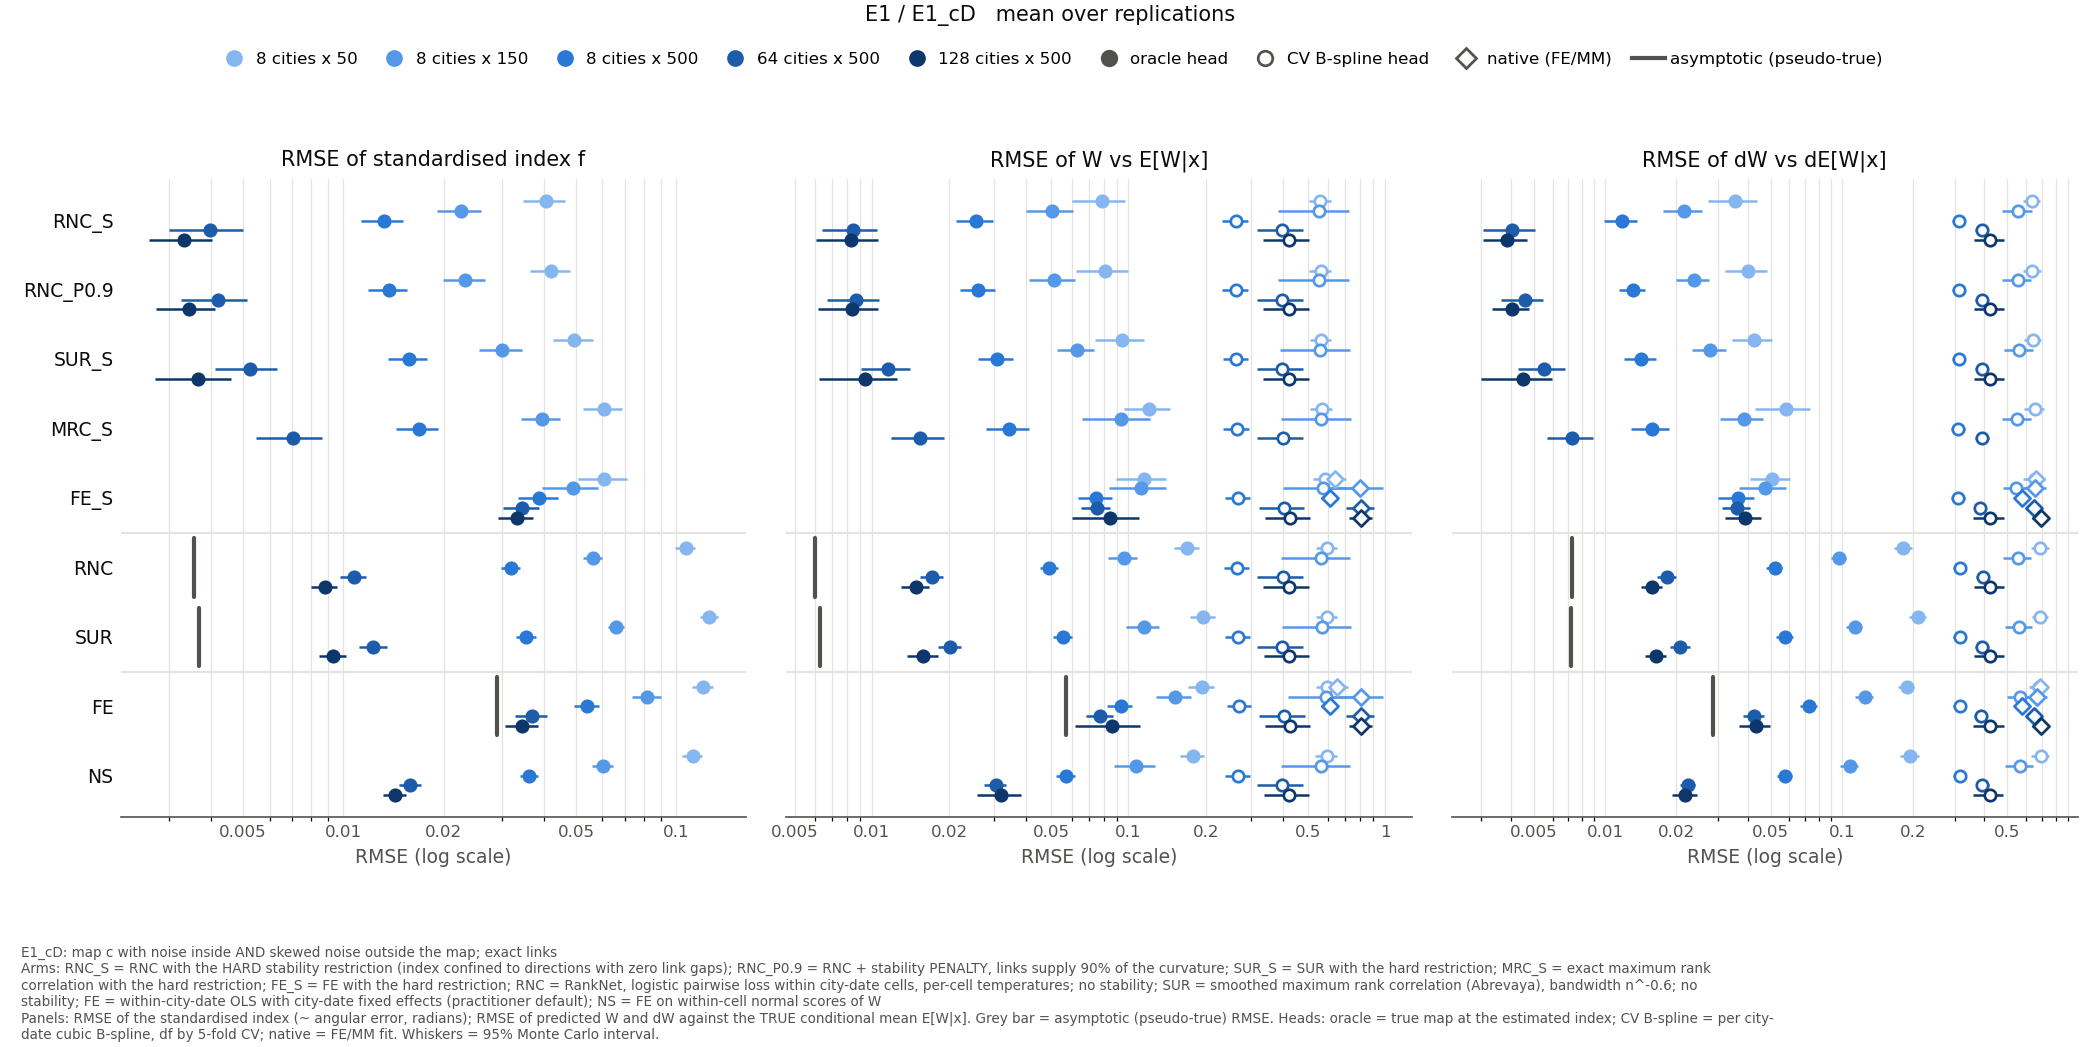 E1 / E1_cD   mean over replications
8 cities x 50   8 cities x 150   8 cities x 500   64 cities x 500   128 cities x 500   oracle head   CV B-spline head   native (FE/MM)   asymptotic (pseudo-true)
RMSE of standardised index f   RMSE of W vs E[W|x]   RMSE of dW vs dE[W|x]
RNC_S
RNC_P0.9
SUR_S
MRC_S
FE_S
RNC
SUR
FE
NS
0.005 0.01 0.02 0.05 0.1   0.005 0.01 0.02 0.05 0.1 0.2 0.5 1   0.005 0.01 0.02 0.05 0.1 0.2 0.5
RMSE (log scale)   RMSE (log scale)   RMSE (log scale)
E1_cD: map c with noise inside AND skewed noise outside the map; exact links
Arms: RNC_S = RNC with the HARD stability restriction (index confined to directions with zero link gaps); RNC_P0.9 = RNC + stability PENALTY, links supply 90% of the curvature; SUR_S = SUR with the hard restriction; MRC_S = exact maximum rank
correlation with the hard restriction; FE_S = FE with the hard restriction; RNC = RankNet, logistic pairwise loss within city-date cells, per-cell temperatures; no stability; SUR = smoothed maximum rank correlation (Abrevaya), bandwidth n^-0.6; no
stability; FE = within-city-date OLS with city-date fixed effects (practitioner default); NS = FE on within-cell normal scores of W
Panels: RMSE of the standardised index (~ angular error, radians); RMSE of predicted W and dW against the TRUE conditional mean E[W|x]. Grey bar = asymptotic (pseudo-true) RMSE. Heads: oracle = true map at the estimated index; CV B-spline = per city-
date cubic B-spline, df by 5-fold CV; native = FE/MM fit. Whiskers = 95% Monte Carlo interval.